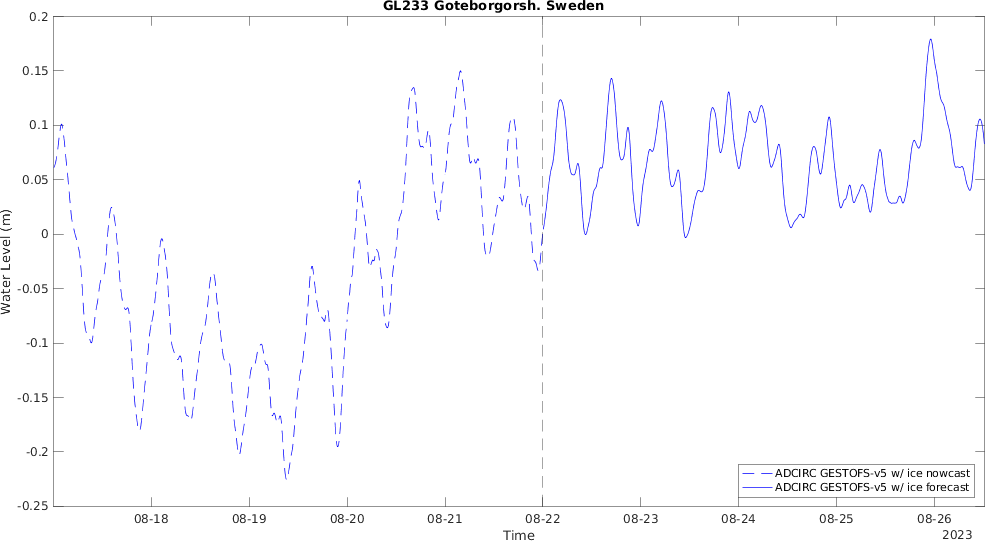 GL233 Goteborgorsh. Sweden
0.2
0.15
0.1
0.05
0
-0.05
-0.1
-0.15
-0.2
-0.25
Water Level (m)
ADCIRC GESTOFS-v5 w/ ice nowcast
ADCIRC GESTOFS-v5 w/ ice forecast
08-18 08-19 08-20 08-21 08-22 08-23 08-24 08-25 08-26
Time
2023